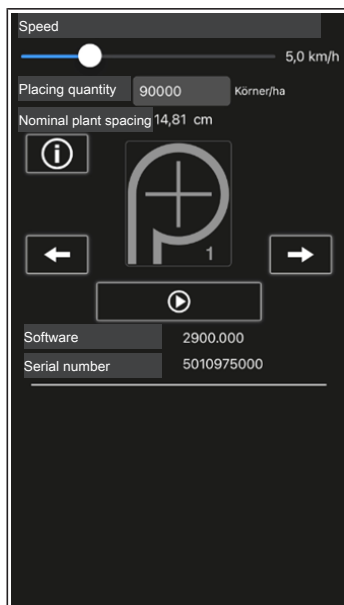 Speed
5,0 km/h
Placing quantity 90000 Körner/ha
Nominal plant spacing 14,81 cm
1
Software 2900.000
Serial number 5010975000